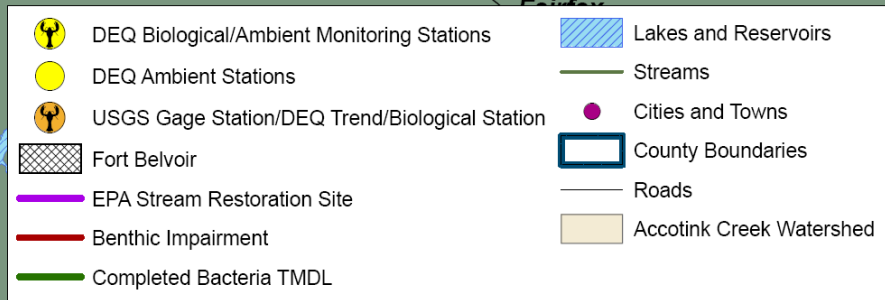 Fairfax
DEQ Biological/Ambient Monitoring Stations
DEQ Ambient Stations
USGS Gage Station/DEQ Trend/Biological Station
Fort Belvoir
EPA Stream Restoration Site
Benthic Impairment
Completed Bacteria TMDL
Lakes and Reservoirs
Streams
Cities and Towns
County Boundaries
Roads
Accotink Creek Watershed